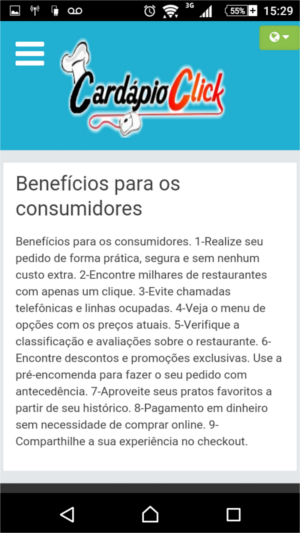 3G
55%
15:29
Cardápio Click
Benefícios para os
consumidores
Benefícios para os consumidores. 1-Realize seu
pedido de forma prática, segura e sem nenhum
custo extra. 2-Encontre milhares de restaurantes
com apenas um clique. 3-Evite chamadas
telefônicas e linhas ocupadas. 4-Veja o menu de
opções com os preços atuais. 5-Verifique a
classificação e avaliações sobre o restaurante. 6-
Encontre descontos e promoções exclusivas. Use a
pré-encomenda para fazer o seu pedido com
antecedência. 7-Aproveite seus pratos favoritos a
partir de seu histórico. 8-Pagamento em dinheiro
sem necessidade de comprar online. 9-
Comparthilhe a sua experiência no checkout.